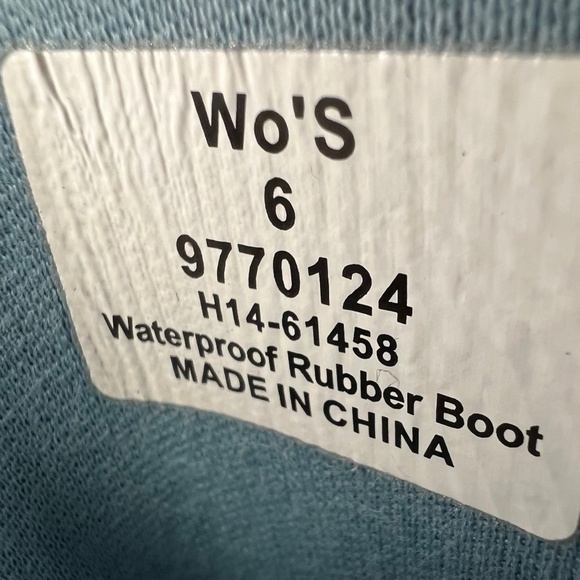 Wo'S
6
9770124
H14-61458
Waterproof Rubber Boot
MADE IN CHINA